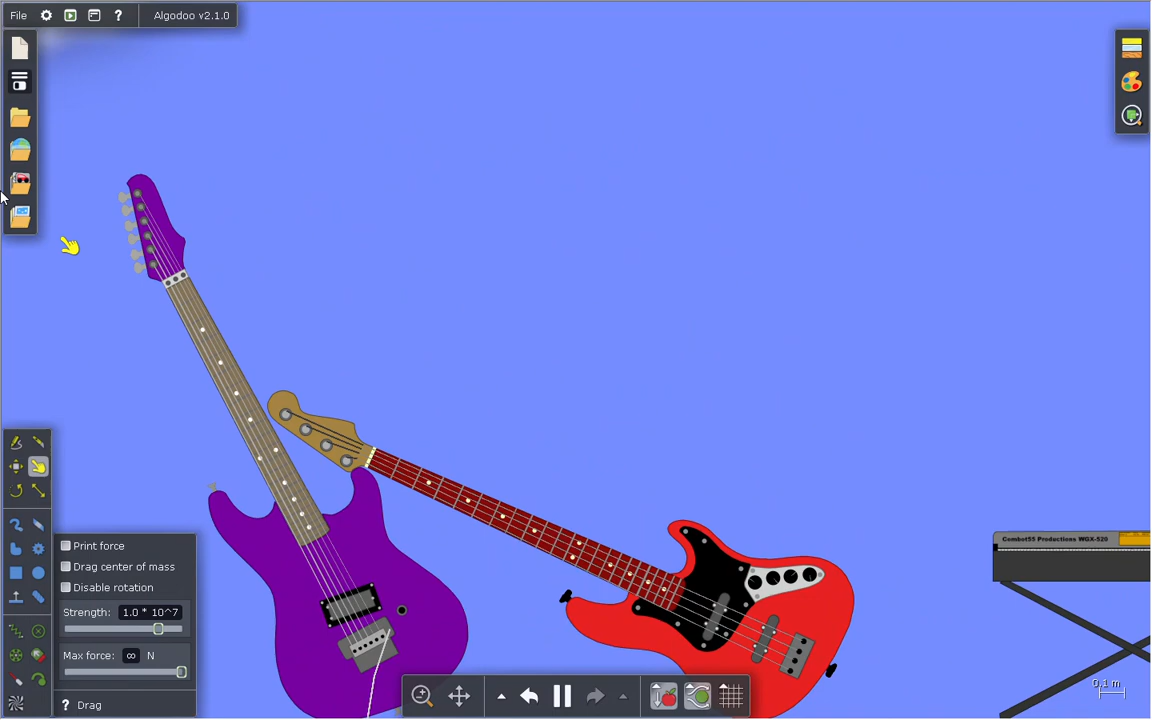 File ? Algodoo v2.1.0
Combot55 Productions WGX-520
Print force
Drag center of mass
Disable rotation
Strength: 1.0 * 10^7
Max force: ∞ N
? Drag
0.1 m